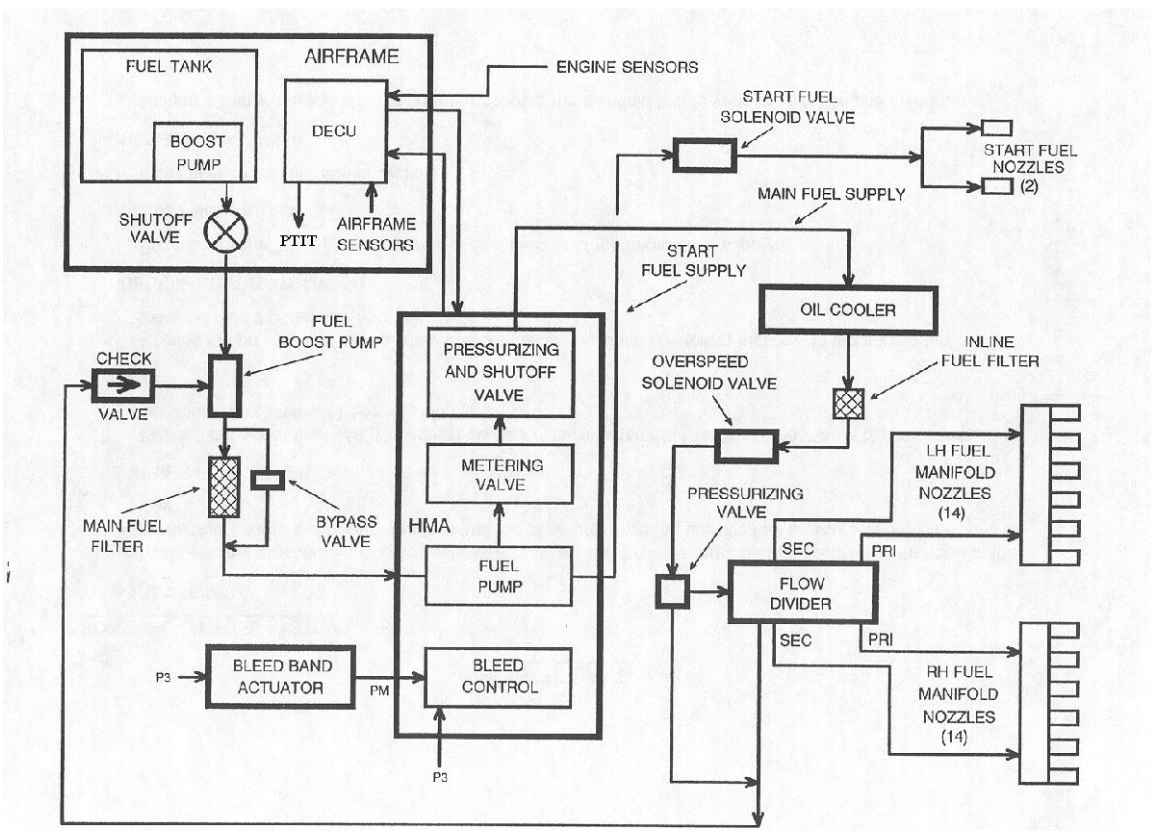 AIRFRAME
FUEL TANK
BOOST
PUMP
DECU
SHUTOFF
VALVE
PTIT
AIRFRAME
SENSORS
ENGINE SENSORS
START FUEL
SOLENOID VALVE
START FUEL
NOZZLES
(2)
MAIN FUEL SUPPLY
START
FUEL SUPPLY
OIL COOLER
FUEL
BOOST PUMP
CHECK
VALVE
PRESSURIZING
AND SHUTOFF
VALVE
OVERSPEED
SOLENOID VALVE
INLINE
FUEL FILTER
METERING
VALVE
LH FUEL
MANIFOLD
NOZZLES
(14)
MAIN FUEL
FILTER
BYPASS
VALVE
HMA
PRESSURIZING
VALVE
SEC
PRI
FUEL
PUMP
FLOW
DIVIDER
SEC
PRI
P3
BLEED BAND
ACTUATOR
PM
BLEED
CONTROL
RH FUEL
MANIFOLD
NOZZLES
(14)
P3